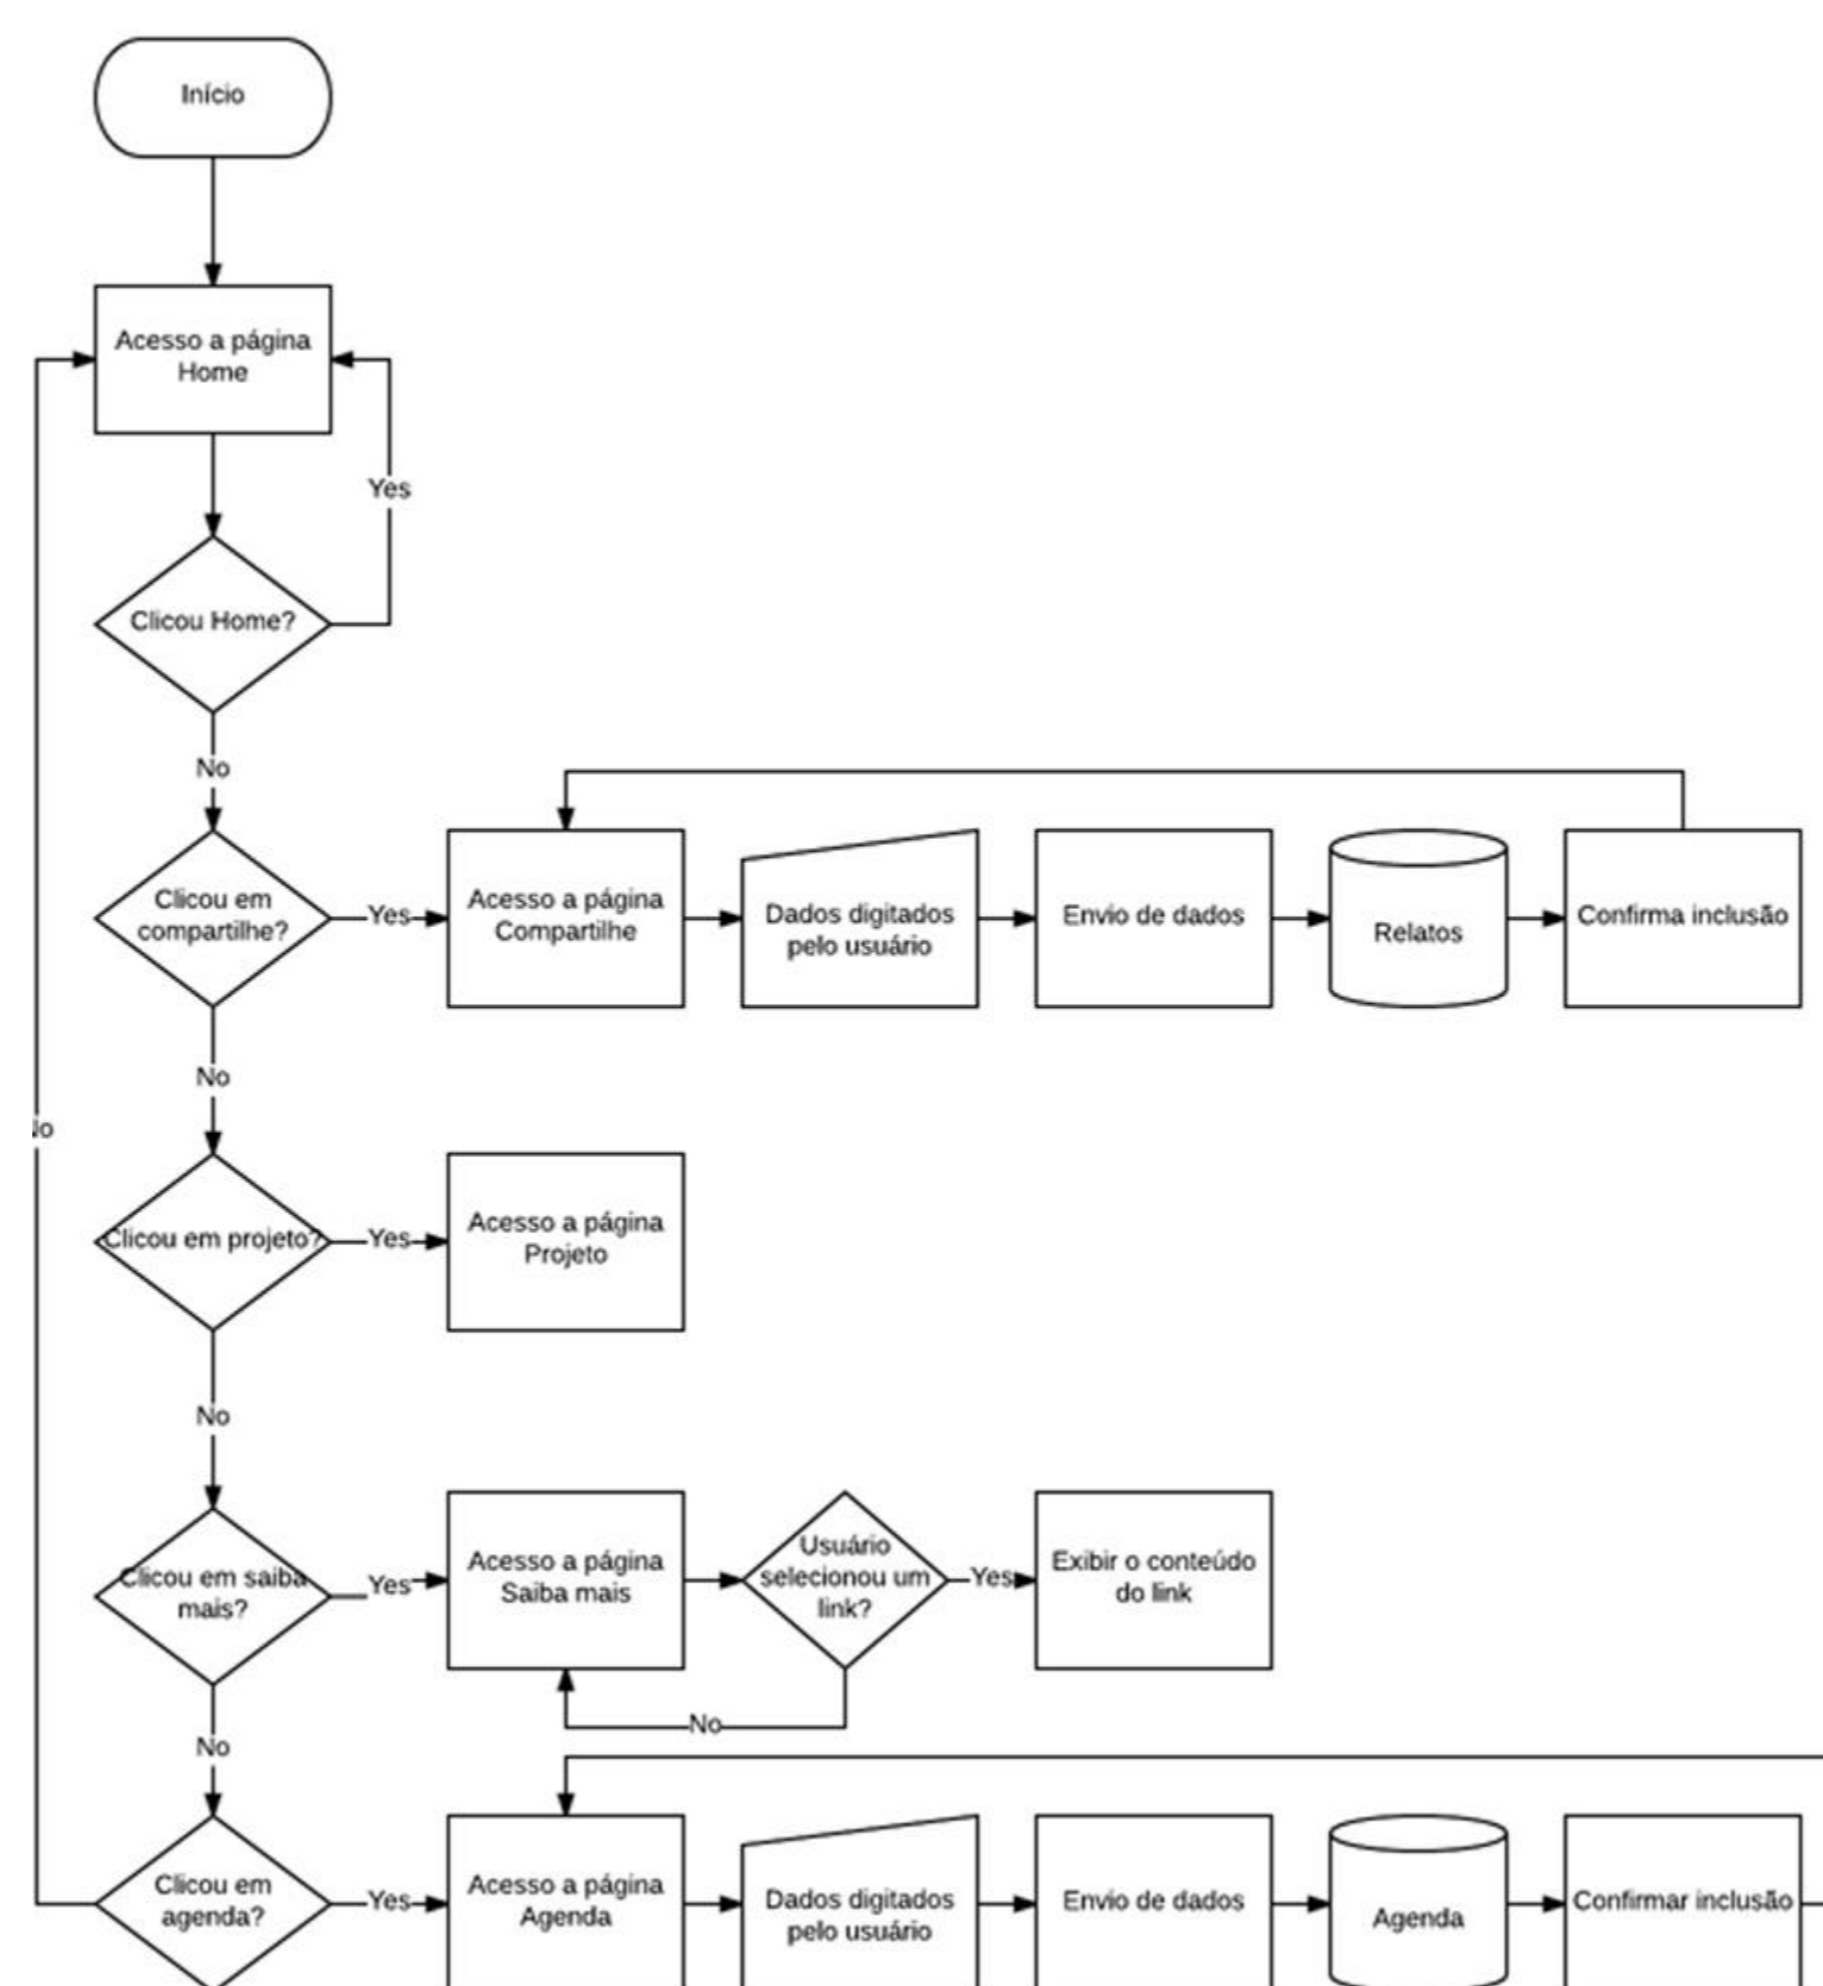 Início
Acesso a página
Home
Yes
Clicou Home?
No
Clicou em
compartilhe?
Yes
Acesso a página
Compartilhe
Dados digitados
pelo usuário
Envio de dados
Relatos
Confirma inclusão
No
Clicou em projeto?
Yes
Acesso a página
Projeto
No
Clicou em saiba
mais?
Yes
Acesso a página
Saiba mais
Usuário
selecionou um
link?
Yes
Exibir o conteúdo
do link
No
No
Clicou em
agenda?
Yes
Acesso a página
Agenda
Dados digitados
pelo usuário
Envio de dados
Agenda
Confirmar inclusão